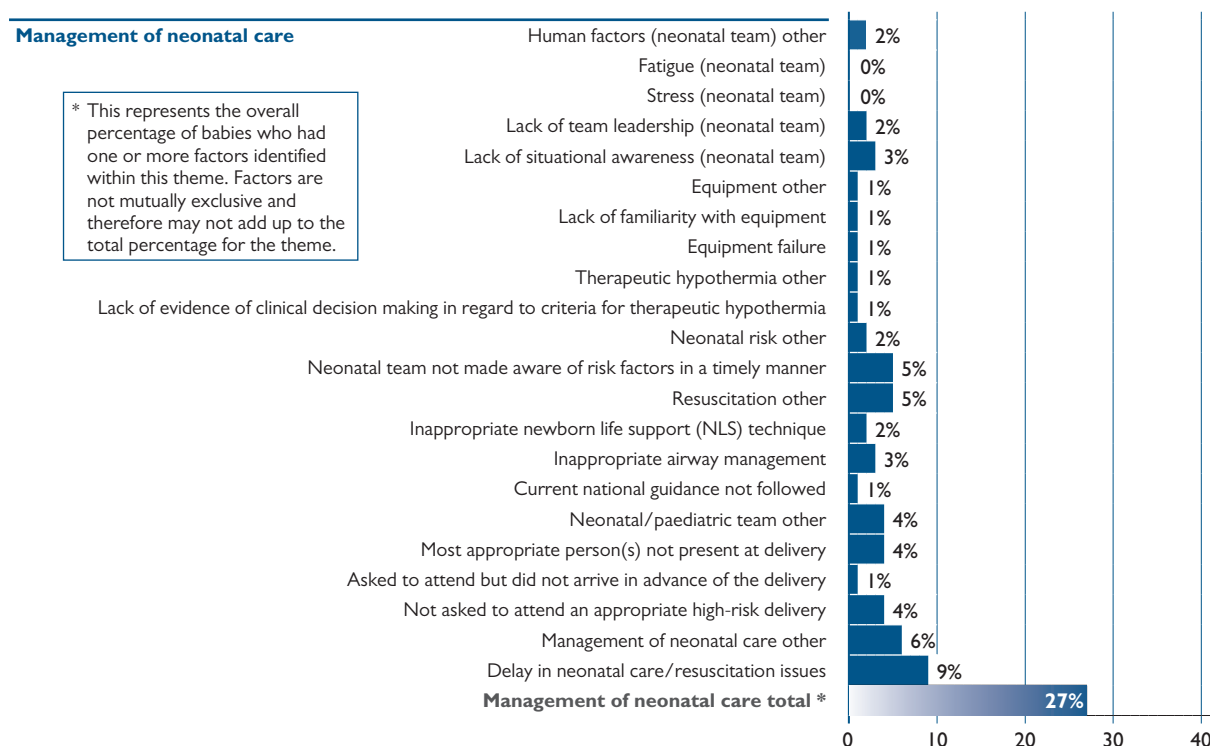 Management of neonatal care
* This represents the overall
percentage of babies who had
one or more factors identified
within this theme. Factors are
not mutually exclusive and
therefore may not add up to the
total percentage for the theme.
Human factors (neonatal team) other 2%
Fatigue (neonatal team) 0%
Stress (neonatal team) 0%
Lack of team leadership (neonatal team) 2%
Lack of situational awareness (neonatal team) 3%
Equipment other 1%
Lack of familiarity with equipment 1%
Equipment failure 1%
Therapeutic hypothermia other 1%
Lack of evidence of clinical decision making in regard to criteria for therapeutic hypothermia 1%
Neonatal risk other 2%
Neonatal team not made aware of risk factors in a timely manner 5%
Resuscitation other 5%
Inappropriate newborn life support (NLS) technique 2%
Inappropriate airway management 3%
Current national guidance not followed 1%
Neonatal/paediatric team other 4%
Most appropriate person(s) not present at delivery 4%
Asked to attend but did not arrive in advance of the delivery 1%
Not asked to attend an appropriate high-risk delivery 4%
Management of neonatal care other 6%
Delay in neonatal care/resuscitation issues 9%
Management of neonatal care total * 27%
0 10 20 30 40